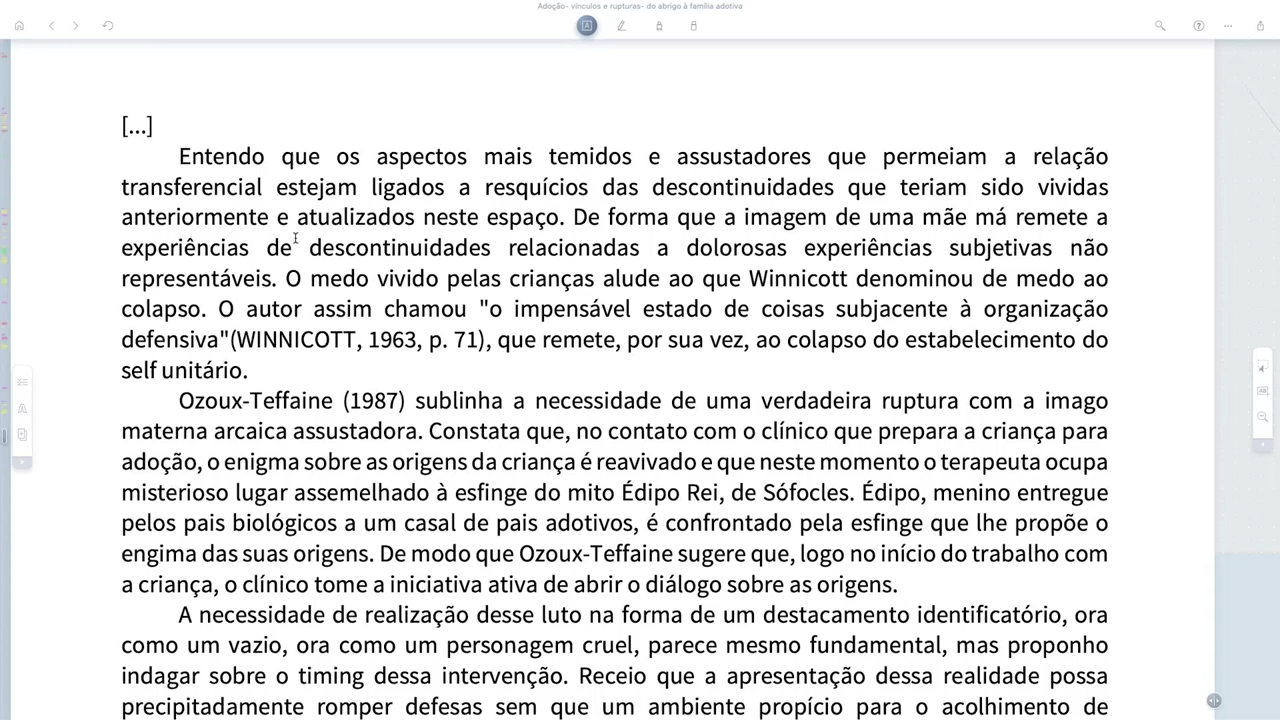 Adoção- vínculos e rupturas- do abrigo à família adotiva
[...]
Entendo que os aspectos mais temidos e assustadores que permeiam a relação
transferencial estejam ligados a resquícios das descontinuidades que teriam sido vividas
anteriormente e atualizados neste espaço. De forma que a imagem de uma mãe má remete a
experiências de descontinuidades relacionadas a dolorosas experiências subjetivas não
representáveis. O medo vivido pelas crianças alude ao que Winnicott denominou de medo ao
colapso. O autor assim chamou "o impensável estado de coisas subjacente à organização
defensiva"(WINNICOTT, 1963, p. 71), que remete, por sua vez, ao colapso do estabelecimento do
self unitário.
Ozoux-Teffaine (1987) sublinha a necessidade de uma verdadeira ruptura com a imago
materna arcaica assustadora. Constata que, no contato com o clínico que prepara a criança para
adoção, o enigma sobre as origens da criança é reavivado e que neste momento o terapeuta ocupa
misterioso lugar assemelhado à esfinge do mito Édipo Rei, de Sófocles. Édipo, menino entregue
pelos pais biológicos a um casal de pais adotivos, é confrontado pela esfinge que lhe propõe o
engima das suas origens. De modo que Ozoux-Teffaine sugere que, logo no início do trabalho com
a criança, o clínico tome a iniciativa ativa de abrir o diálogo sobre as origens.
A necessidade de realização desse luto na forma de um destacamento identificatório, ora
como um vazio, ora como um personagem cruel, parece mesmo fundamental, mas proponho
indagar sobre o timing dessa intervenção. Receio que a apresentação dessa realidade possa
precipitadamente romper defesas sem que um ambiente propício para o acolhimento de